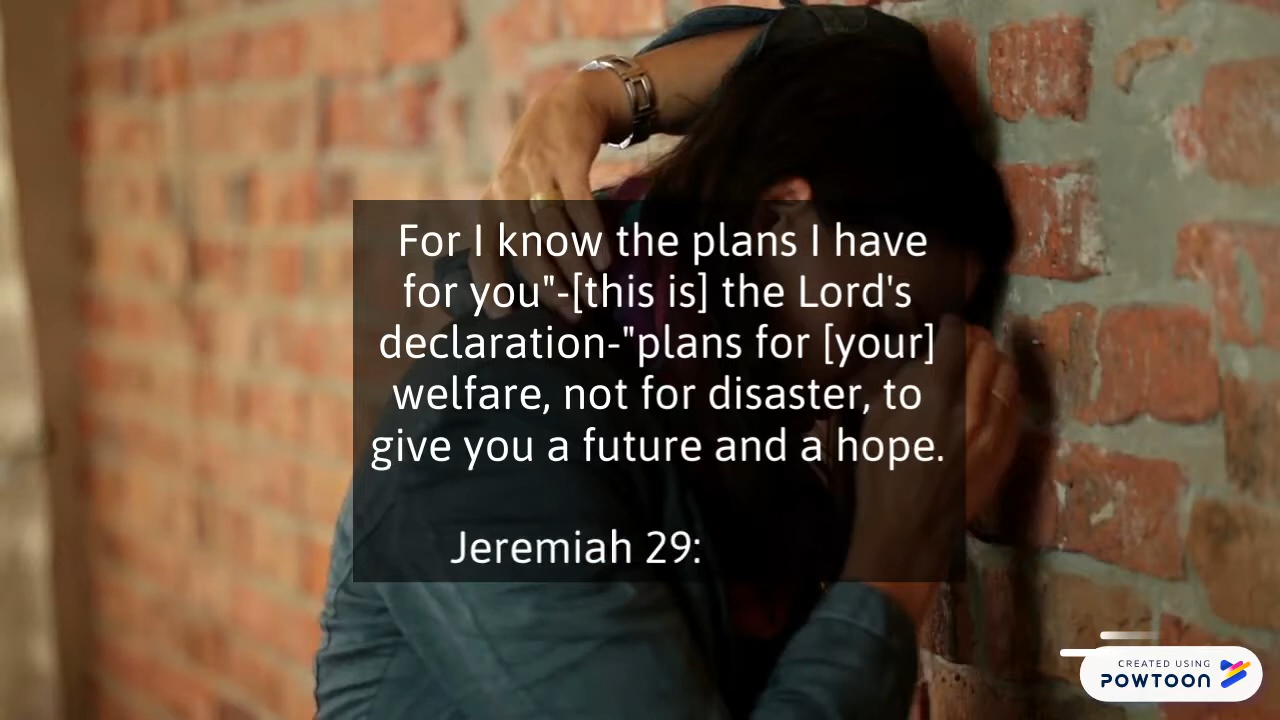 For I know the plans I have
for you"-[this is] the Lord's
declaration-"plans for [your]
welfare, not for disaster, to
give you a future and a hope.
Jeremiah 29:
CREATED USING
POWTOON